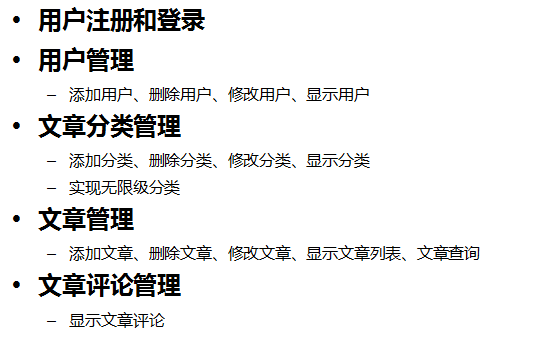 • 用户注册和登录
• 用户管理
– 添加用户、删除用户、修改用户、显示用户
• 文章分类管理
– 添加分类、删除分类、修改分类、显示分类
– 实现无限级分类
• 文章管理
– 添加文章、删除文章、修改文章、显示文章列表、文章查询
• 文章评论管理
– 显示文章评论